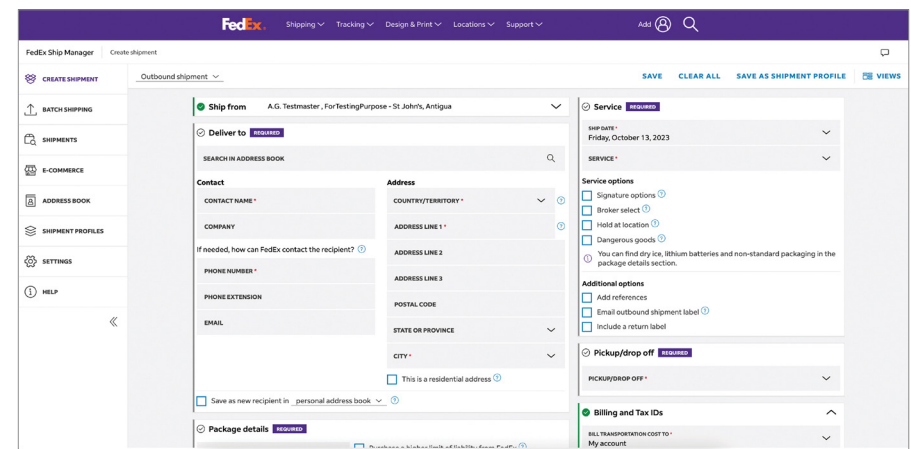 FedEx.
Shipping
Tracking
Design & Print
Locations
Support
Add
FedEx Ship Manager
Create shipment
CREATE SHIPMENT
BATCH SHIPPING
SHIPMENTS
E-COMMERCE
ADDRESS BOOK
SHIPMENT PROFILES
SETTINGS
HELP
Outbound shipment
SAVE
CLEAR ALL
SAVE AS SHIPMENT PROFILE
VIEWS
Ship from
A.G. Testmaster , ForTestingPurpose - St John's, Antigua
Deliver to
REQUIRED
SEARCH IN ADDRESS BOOK
Contact
CONTACT NAME *
COMPANY
If needed, how can FedEx contact the recipient?
PHONE NUMBER *
PHONE EXTENSION
EMAIL
Address
COUNTRY/TERRITORY *
ADDRESS LINE 1 *
ADDRESS LINE 2
ADDRESS LINE 3
POSTAL CODE
STATE OR PROVINCE
CITY *
This is a residential address
Save as new recipient in personal address book
Package details
REQUIRED
Purchase a higher limit of liability from FedEx
Service
REQUIRED
SHIP DATE *
Friday, October 13, 2023
SERVICE *
Service options
Signature options
Broker select
Hold at location
Dangerous goods
You can find dry ice, lithium batteries and non-standard packaging in the
package details section.
Additional options
Add references
Email outbound shipment label
Include a return label
Pickup/drop off
REQUIRED
PICKUP/DROP OFF *
Billing and Tax IDs
BILL TRANSPORTATION COST TO *
My account